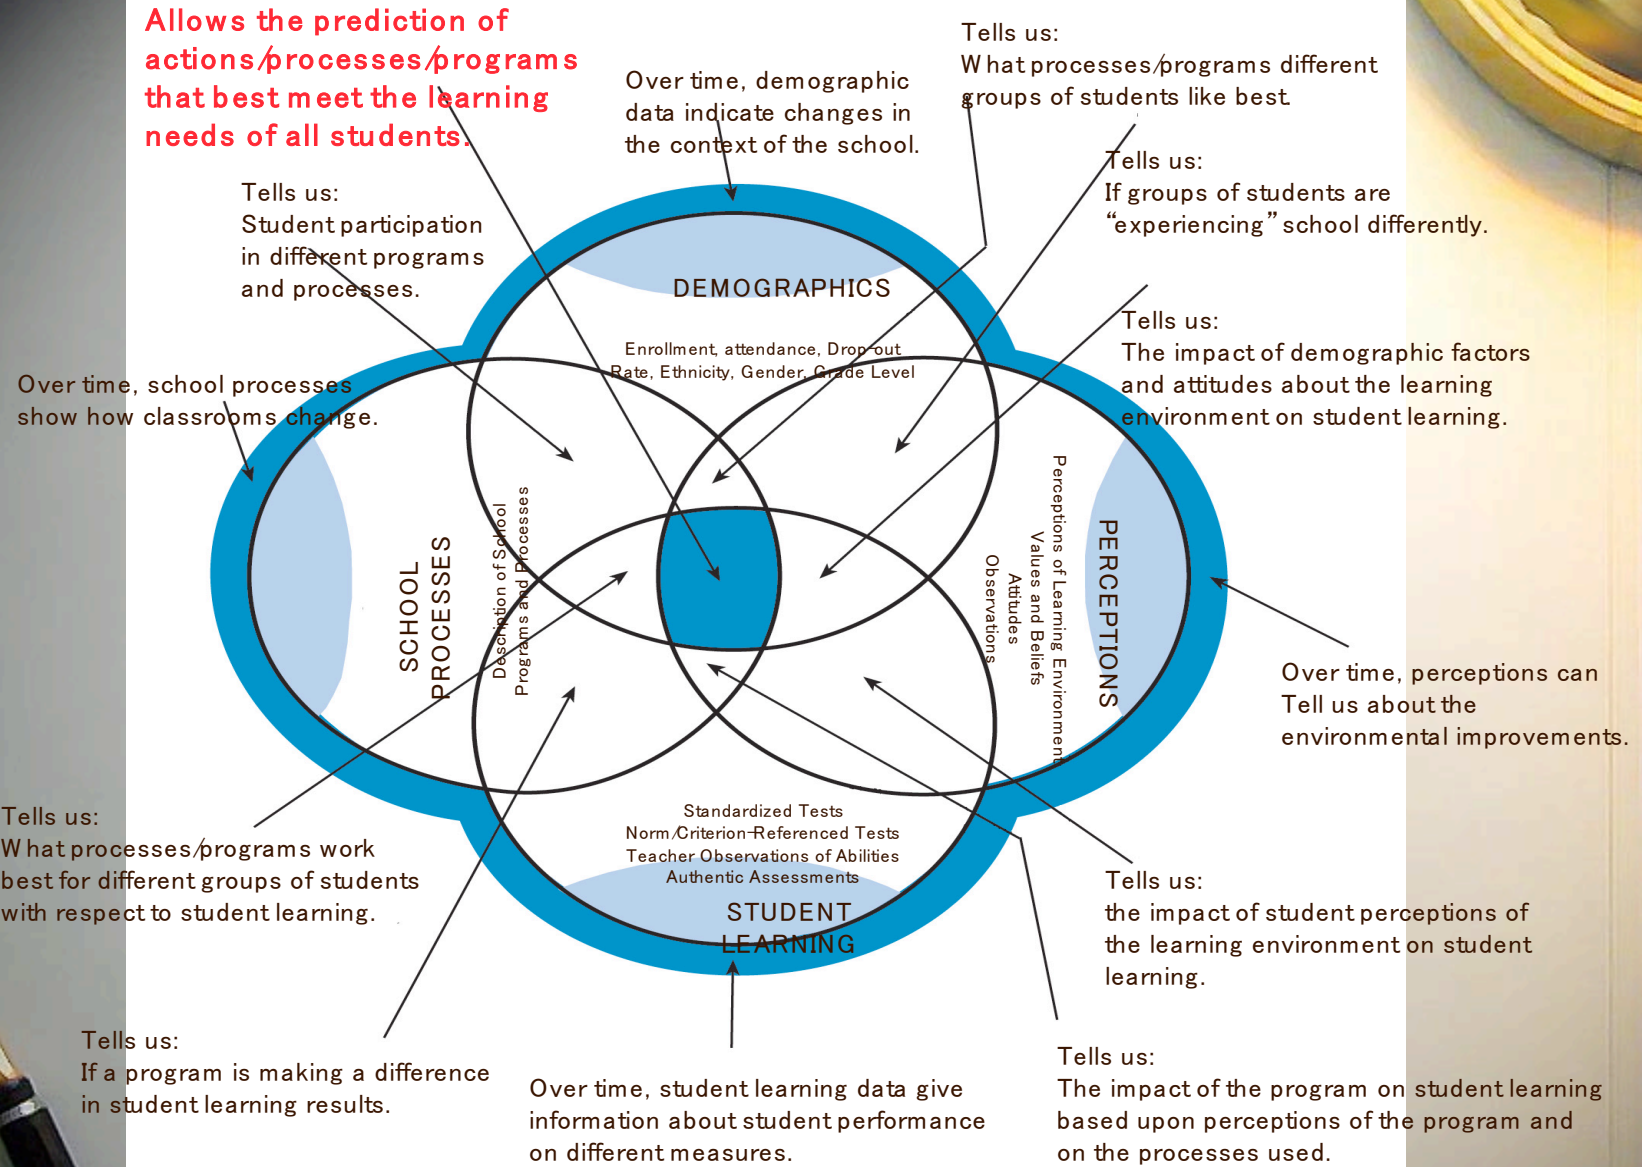 Allows the prediction of
actions/processes/programs
that best meet the learning
needs of all students.
Over time, demographic
data indicate changes in
the context of the school.
Tells us:
What processes/programs different
groups of students like best.
Tells us:
If groups of students are
“experiencing” school differently.
Tells us:
Student participation
in different programs
and processes.
DEMOGRAPHICS
Enrollment, attendance, Drop-out
Rate, Ethnicity, Gender, Grade Level
Tells us:
The impact of demographic factors
and attitudes about the learning
environment on student learning.
Over time, school processes
show how classrooms change.
SCHOOL
PROCESSES
Description of School
Programs and Processes
PERCEPTIONS
Perceptions of Learning Environment
Values and Beliefs
Attitudes
Observations
Over time, perceptions can
Tell us about the
environmental improvements.
Tells us:
What processes/programs work
best for different groups of students
with respect to student learning.
Standardized Tests
Norm/Criterion-Referenced Tests
Teacher Observations of Abilities
Authentic Assessments
STUDENT
LEARNING
Tells us:
the impact of student perceptions of
the learning environment on student
learning.
Tells us:
If a program is making a difference
in student learning results.
Over time, student learning data give
information about student performance
on different measures.
Tells us:
The impact of the program on student learning
based upon perceptions of the program and
on the processes used.